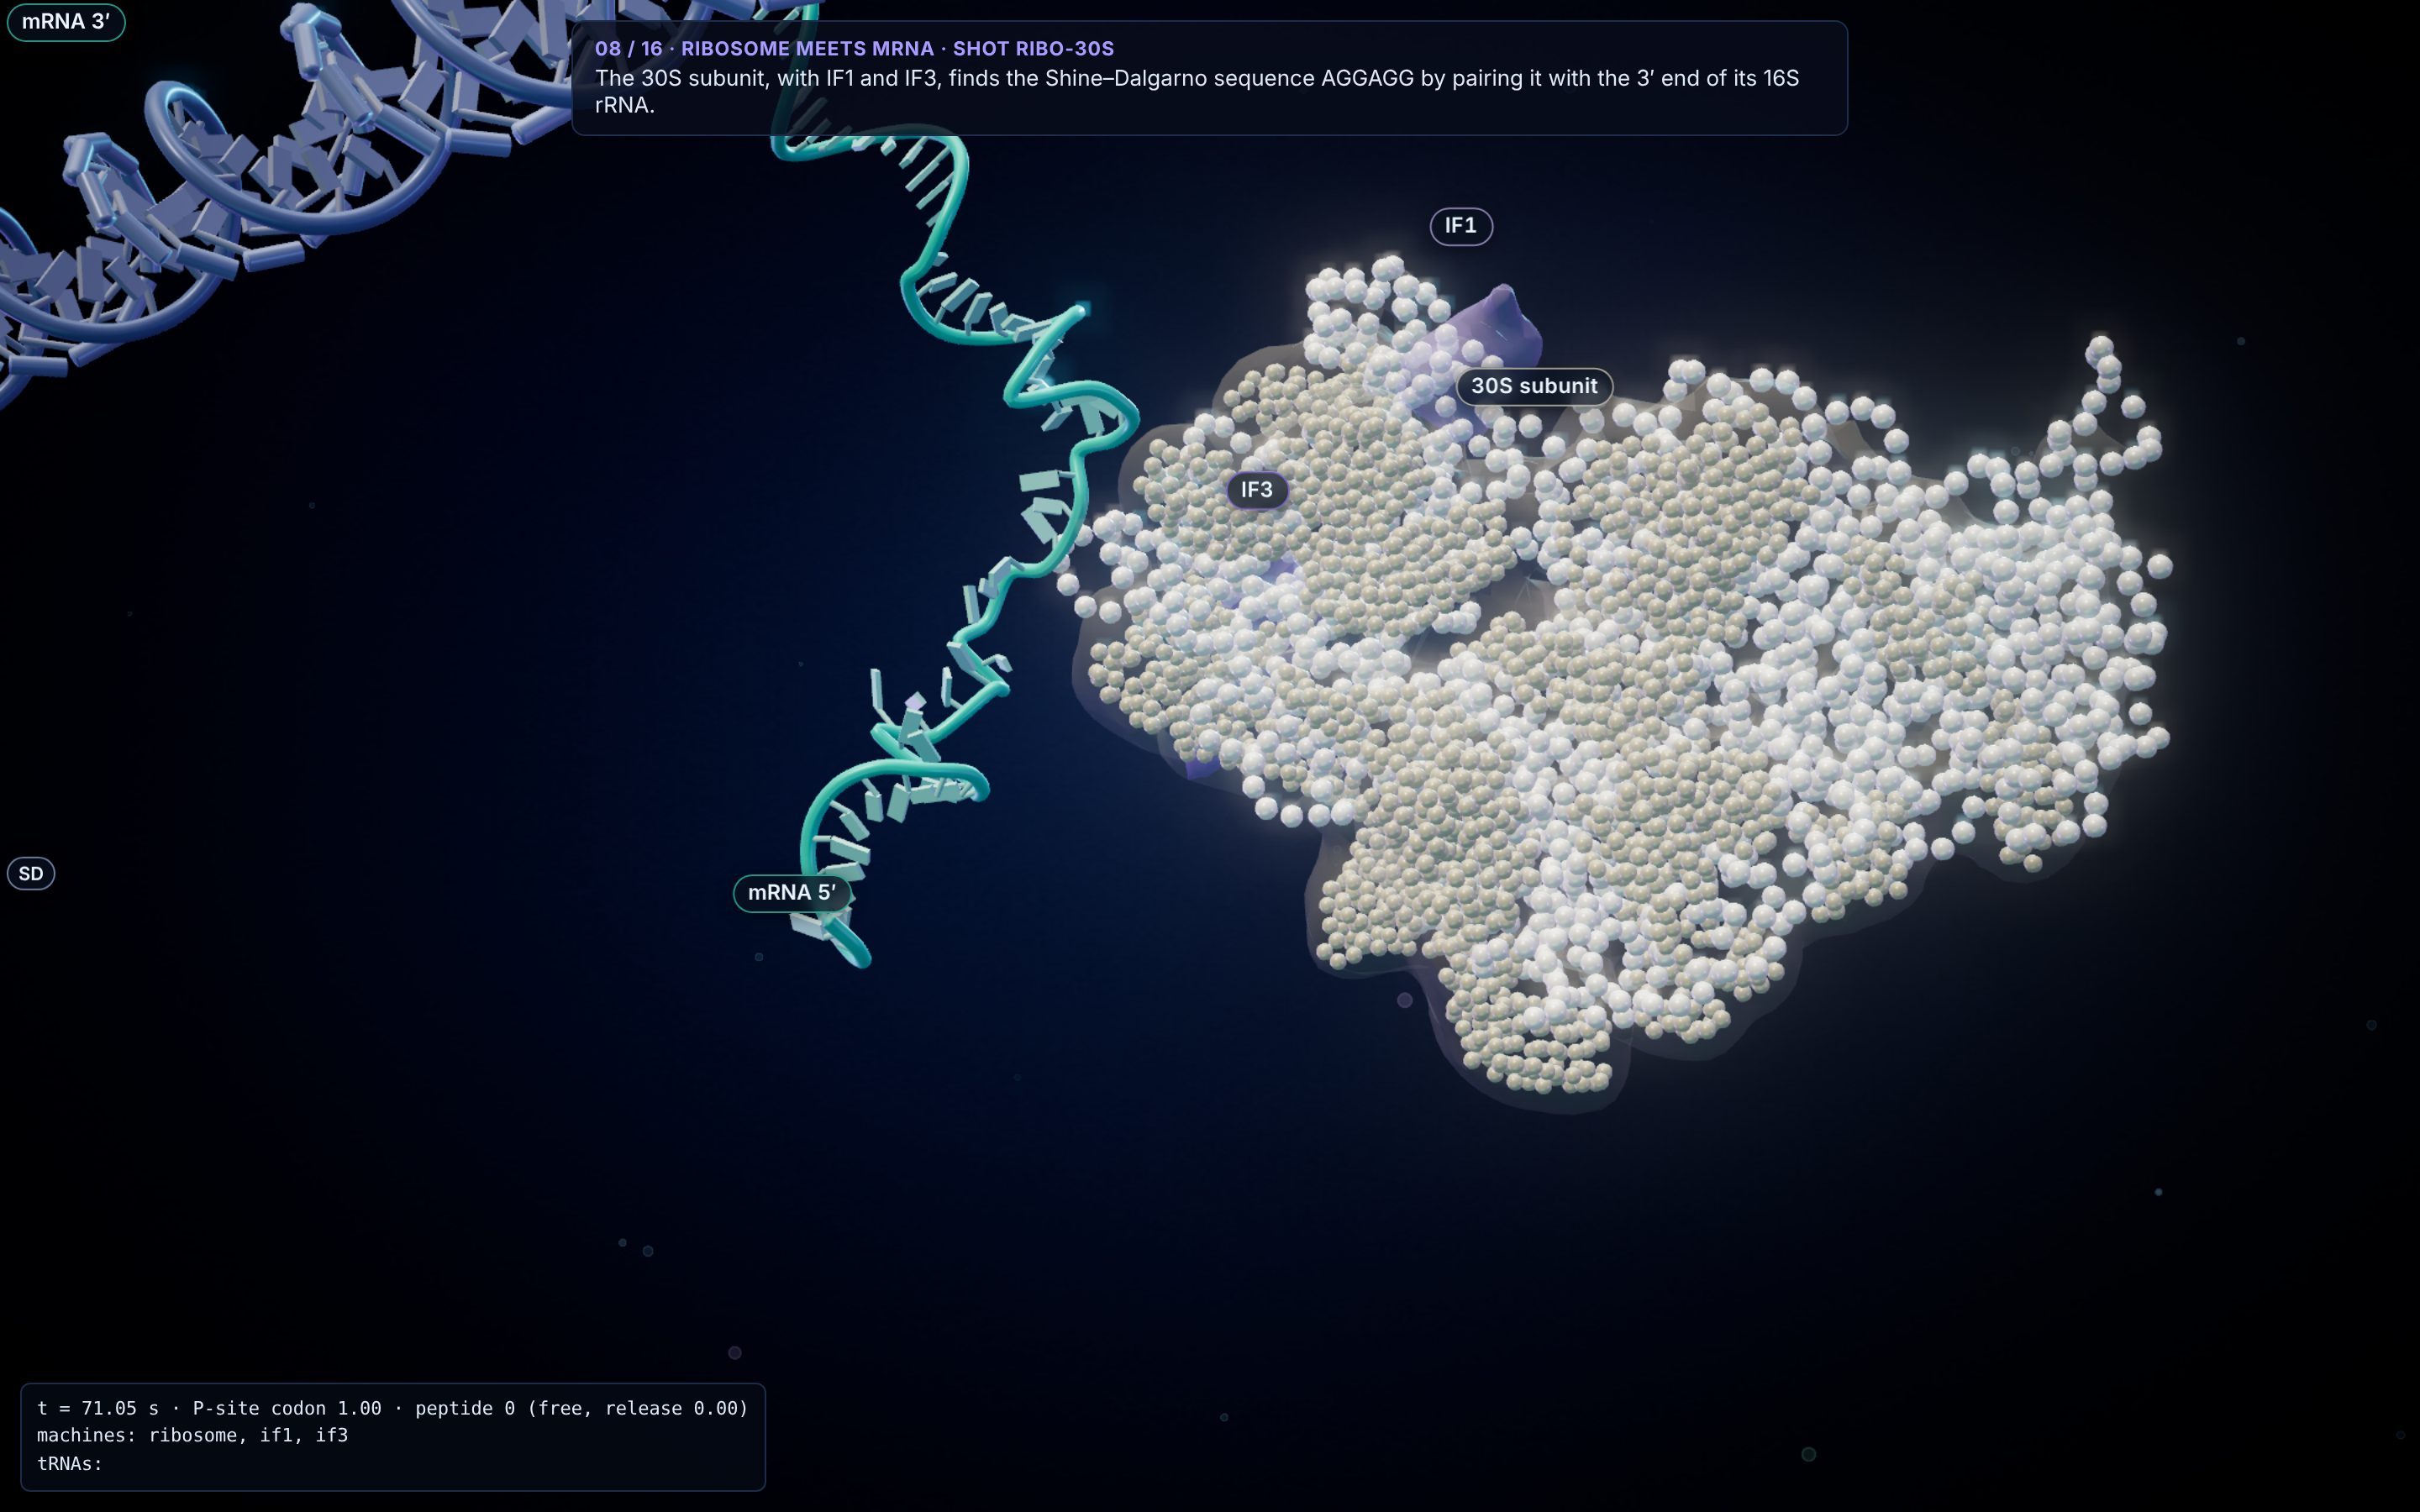 mRNA 3′
08 / 16 · RIBOSOME MEETS MRNA · SHOT RIBO-30S
The 30S subunit, with IF1 and IF3, finds the Shine–Dalgarno sequence AGGAGG by pairing it with the 3′ end of its 16S
rRNA.
IF1
30S subunit
IF3
SD
mRNA 5′
t = 71.05 s · P-site codon 1.00 · peptide 0 (free, release 0.00)
machines: ribosome, if1, if3
tRNAs: